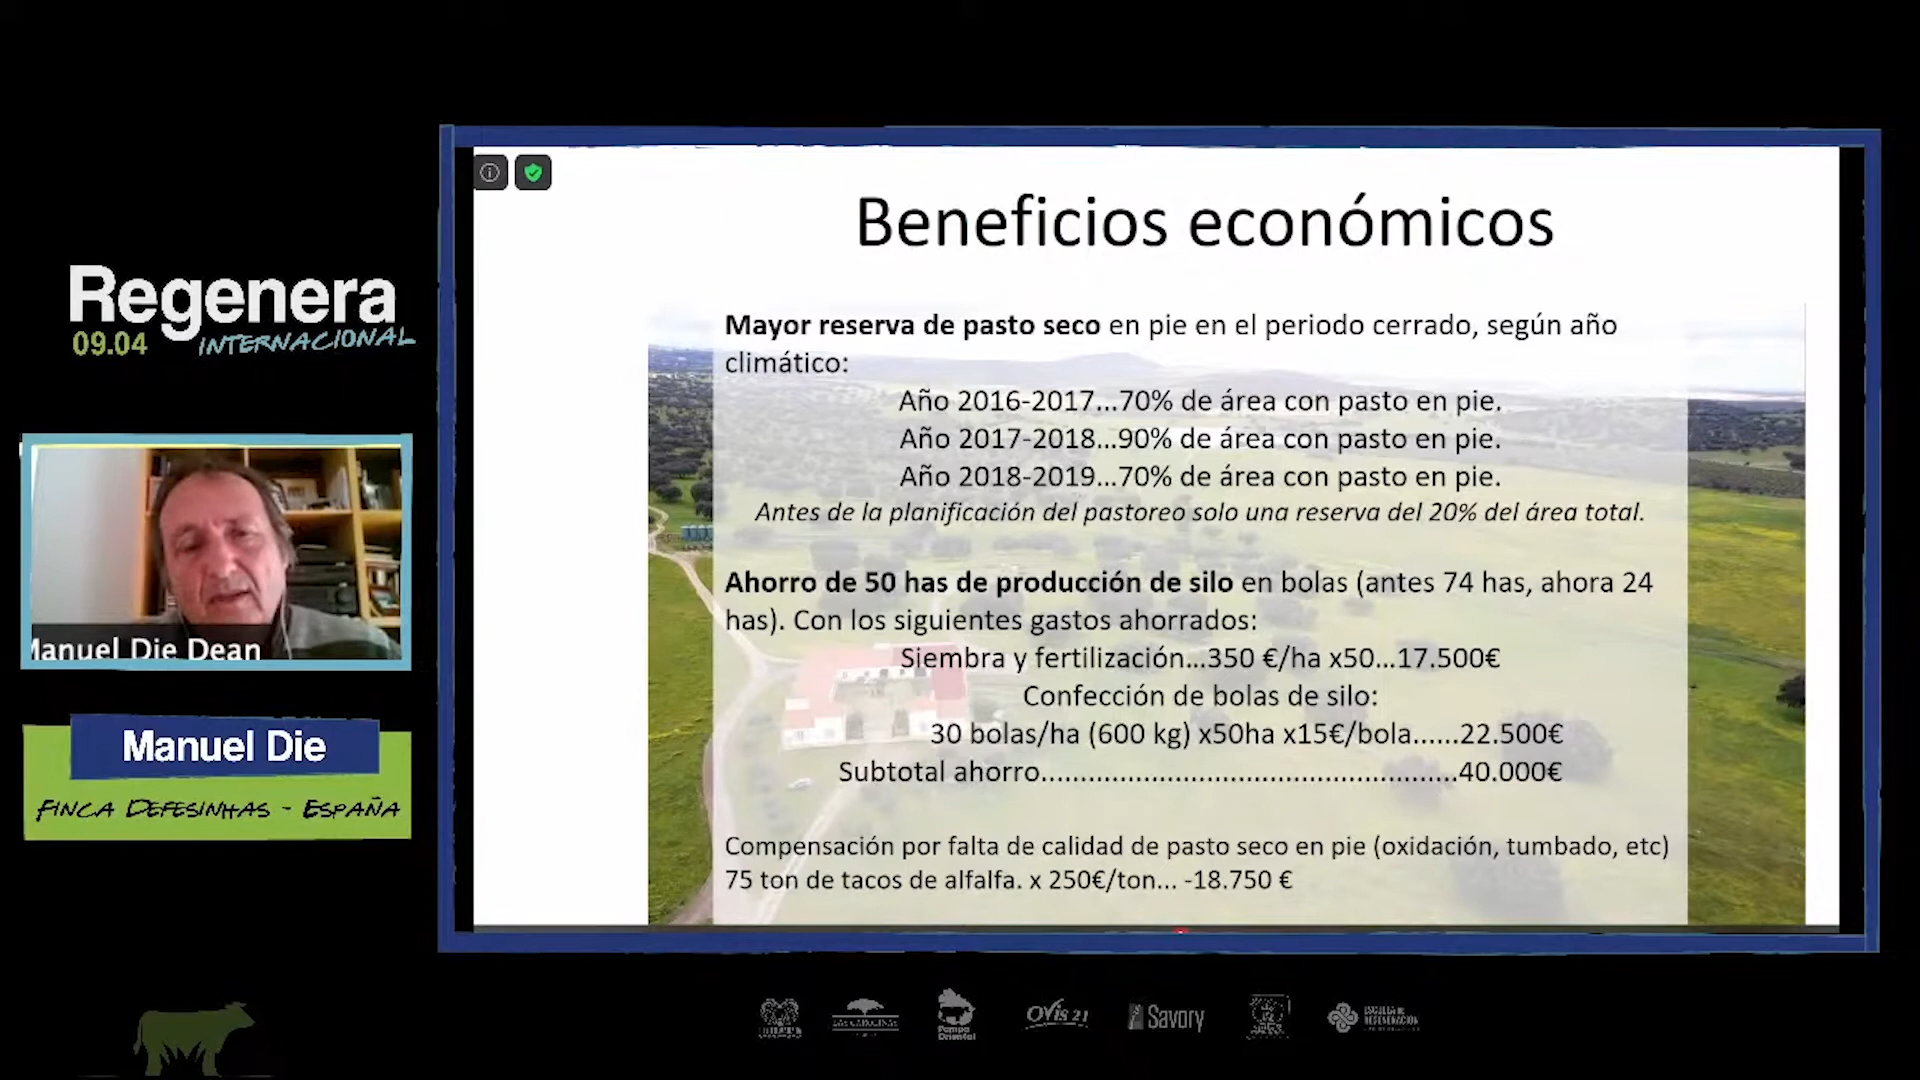 Regenera
09.04 INTERNACIONAL
Manuel Die Dean
Manuel Die
FINCA DEFESINHAS - ESPAÑA
Beneficios económicos
Mayor reserva de pasto seco en pie en el periodo cerrado, según año
climático:
Año 2016-2017...70% de área con pasto en pie.
Año 2017-2018...90% de área con pasto en pie.
Año 2018-2019...70% de área con pasto en pie.
Antes de la planificación del pastoreo solo una reserva del 20% del área total.
Ahorro de 50 has de producción de silo en bolas (antes 74 has, ahora 24
has). Con los siguientes gastos ahorrados:
Siembra y fertilización...350 €/ha x50...17.500€
Confección de bolas de silo:
30 bolas/ha (600 kg) x50ha x15€/bola......22.500€
Subtotal ahorro....................................................40.000€
Compensación por falta de calidad de pasto seco en pie (oxidación, tumbado, etc)
75 ton de tacos de alfalfa. x 250€/ton... -18.750 €
LAS CAROLINAS
Pampa
Oriental
Ovis 21
Savory
ESCUELA DE
REGENERACIÓN